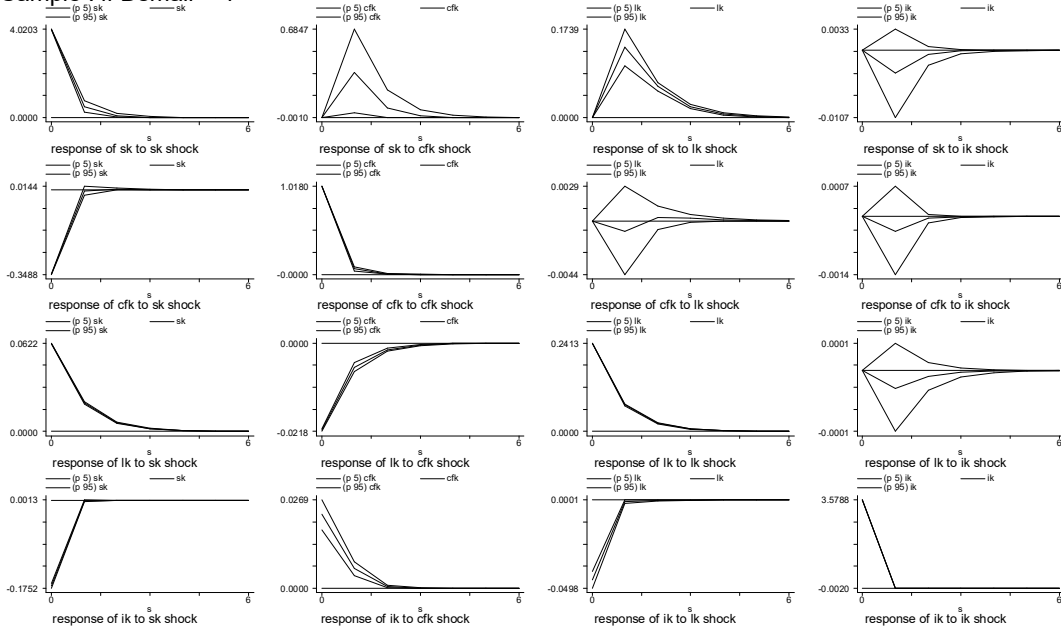 Sample
(p 5) sk
sk
(p 95) sk
4.0203
0.0000
0
6
s
response of sk to sk shock
(p 5) cfk
cfk
(p 95) cfk
0.6847
-0.0010
0
6
s
response of sk to cfk shock
(p 5) lk
lk
(p 95) lk
0.1739
0.0000
0
6
s
response of sk to lk shock
(p 5) ik
ik
(p 95) ik
0.0033
-0.0107
0
6
s
response of sk to ik shock
(p 5) sk
sk
(p 95) sk
0.0144
-0.3488
0
6
s
response of cfk to sk shock
(p 5) cfk
cfk
(p 95) cfk
1.0180
-0.0000
0
6
s
response of cfk to cfk shock
(p 5) lk
lk
(p 95) lk
0.0029
-0.0044
0
6
s
response of cfk to lk shock
(p 5) ik
ik
(p 95) ik
0.0007
-0.0014
0
6
s
response of cfk to ik shock
(p 5) sk
sk
(p 95) sk
0.0622
0.0000
0
6
s
response of lk to sk shock
(p 5) cfk
cfk
(p 95) cfk
0.0000
-0.0218
0
6
s
response of lk to cfk shock
(p 5) lk
lk
(p 95) lk
0.2413
0.0000
0
6
s
response of lk to lk shock
(p 5) ik
ik
(p 95) ik
0.0001
-0.0001
0
6
s
response of lk to ik shock
(p 5) sk
sk
(p 95) sk
0.0013
-0.1752
0
6
s
response of ik to sk shock
(p 5) cfk
cfk
(p 95) cfk
0.0269
0.0000
0
6
s
response of ik to cfk shock
(p 5) lk
lk
(p 95) lk
0.0001
-0.0498
0
6
s
response of ik to lk shock
(p 5) ik
ik
(p 95) ik
3.5788
-0.0020
0
6
s
response of ik to ik shock